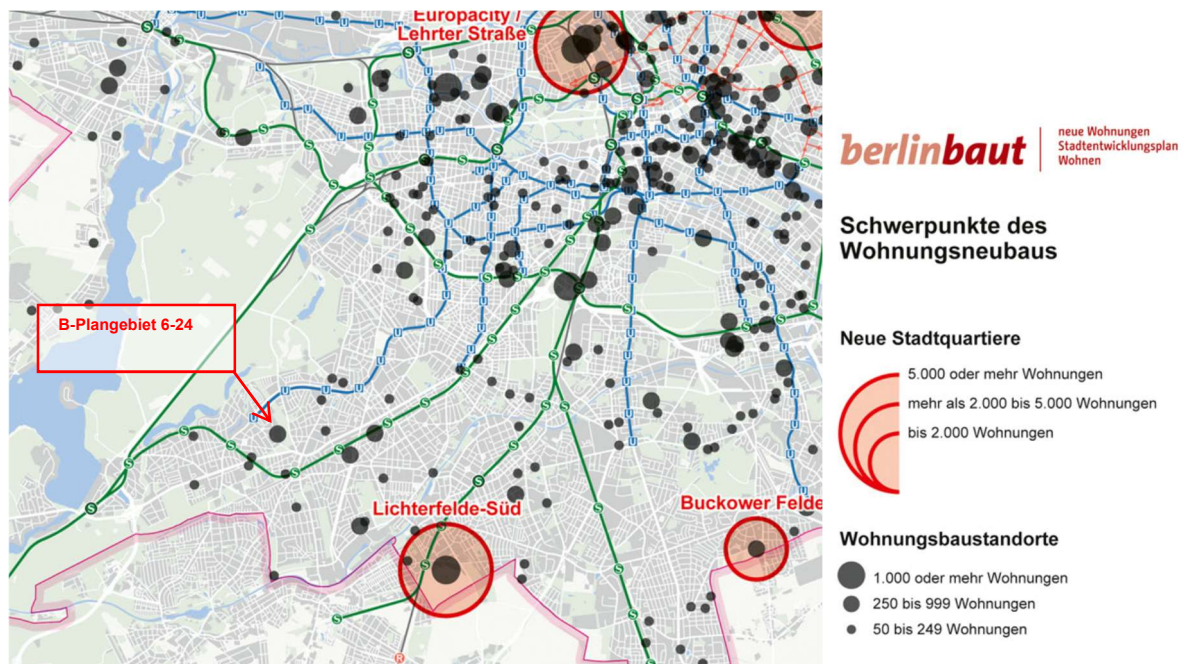 Europacity /
Lehrter Straße
B-Plangebiet 6-24
Lichterfelde-Süd
Buckower Felde
berlinbaut
neue Wohnungen
Stadtentwicklungsplan
Wohnen
Schwerpunkte des
Wohnungsneubaus
Neue Stadtquartiere
5.000 oder mehr Wohnungen
mehr als 2.000 bis 5.000 Wohnungen
bis 2.000 Wohnungen
Wohnungsbaustandorte
1.000 oder mehr Wohnungen
250 bis 999 Wohnungen
50 bis 249 Wohnungen